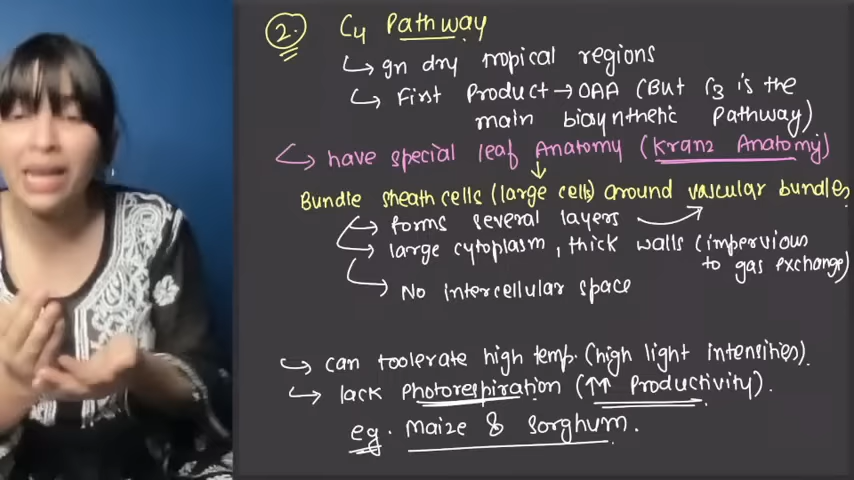 2. C4 Pathway
↳ In dry tropical regions
↳ First Product → OAA (But C3 is the
main biosynthetic Pathway)
↳ have special leaf Anatomy (Kranz Anatomy)
Bundle sheath cells (large cells) around vascular bundles
↳ forms several layers
↳ large cytoplasm, thick walls (impervious
to gas exchange)
↳ No intercellular space
↳ can toolerate high temp. (high light intensities).
↳ lack Photorespiration (↑↑ Productivity).
eg. Maize & Sorghum.